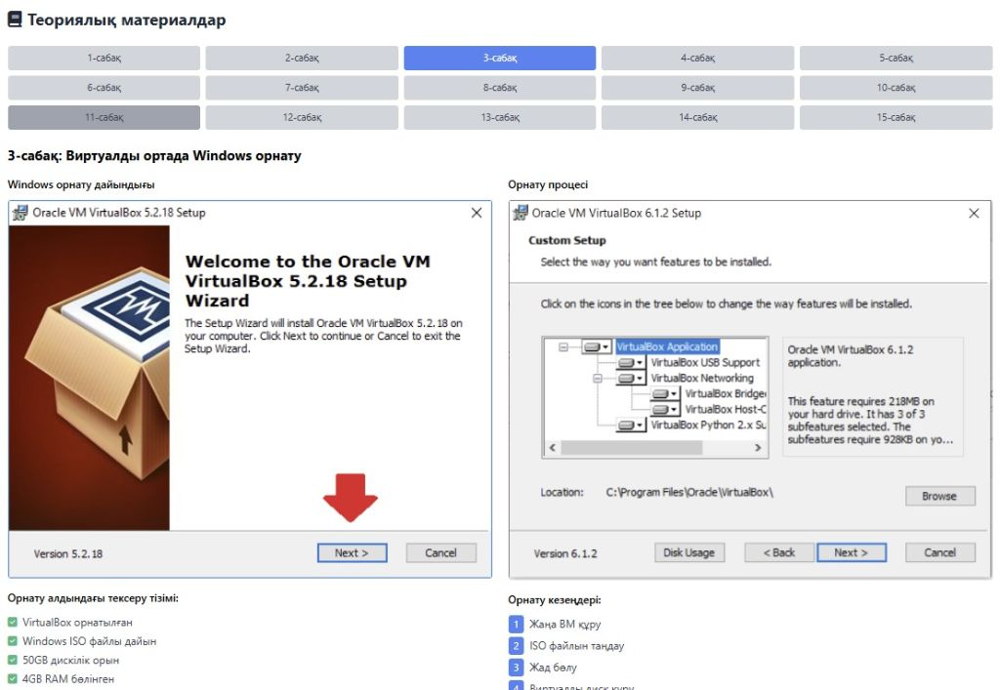 Теориялық материалдар
1-сабақ
2-сабақ
3-сабақ
4-сабақ
5-сабақ
6-сабақ
7-сабақ
8-сабақ
9-сабақ
10-сабақ
11-сабақ
12-сабақ
13-сабақ
14-сабақ
15-сабақ
3-сабақ: Виртуалды ортада Windows орнату
Windows орнату дайындығы
Oracle VM VirtualBox 5.2.18 Setup
Welcome to the Oracle VM
VirtualBox 5.2.18 Setup
Wizard
The Setup Wizard will install Oracle VM VirtualBox 5.2.18 on
your computer. Click Next to continue or Cancel to exit the
Setup Wizard.
Version 5.2.18
Next >
Cancel
Орнату алдындағы тексеру тізімі:
VirtualBox орнатылған
Windows ISO файлы дайын
50GB дискілік орын
4GB RAM бөлінген
Орнату процесі
Oracle VM VirtualBox 6.1.2 Setup
Custom Setup
Select the way you want features to be installed.
Click on the icons in the tree below to change the way features will be installed.
VirtualBox Application
VirtualBox USB Support
VirtualBox Networking
VirtualBox Bridge
VirtualBox Host-C
VirtualBox Python 2.x Su
Oracle VM VirtualBox 6.1.2
application.
This feature requires 218MB on
your hard drive. It has 3 of 3
subfeatures selected. The
subfeatures require 928KB on yo...
Location: C:\Program Files\Oracle\VirtualBox\
Browse
Version 6.1.2
Disk Usage
< Back
Next >
Cancel
Орнату кезеңдері:
1 Жаңа ВМ құру
2 ISO файлын таңдау
3 Жад бөлу
4 Виртуалды диск құру